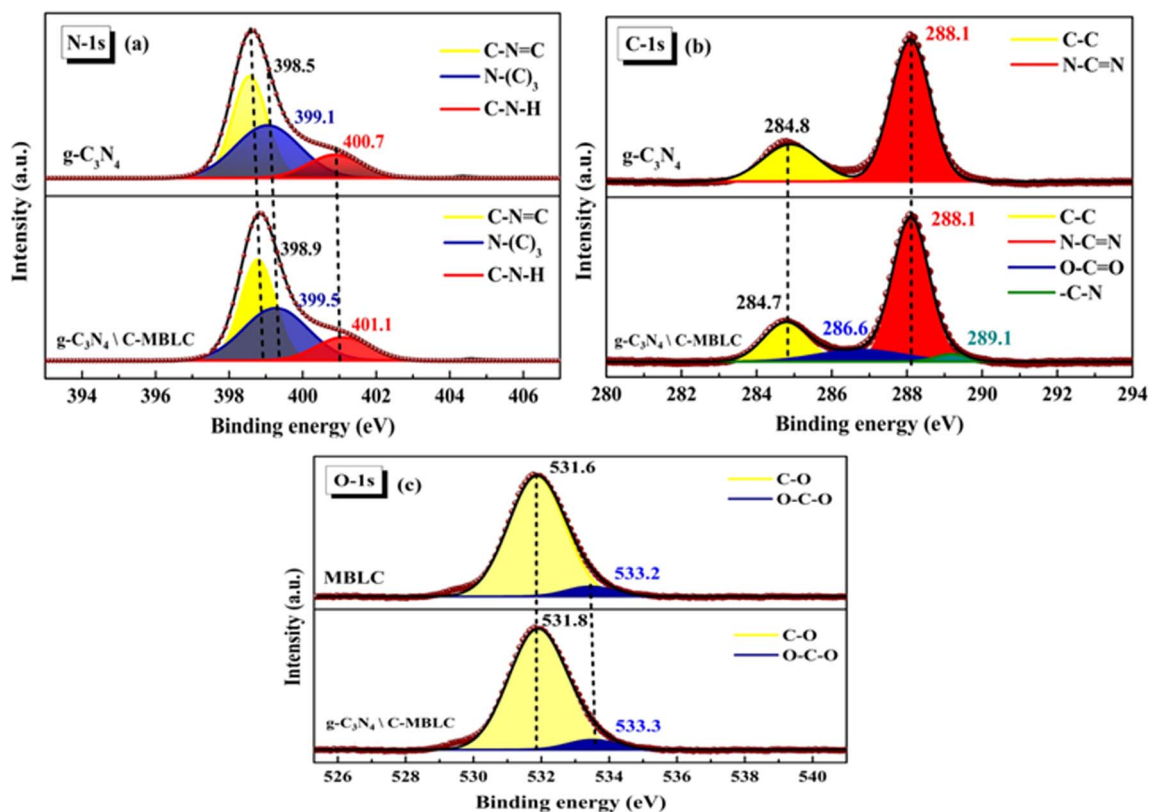 N-1s (a)
C-N=C
N-(C)3
C-N-H
398.5
399.1
400.7
g-C3N4
C-N=C
N-(C)3
C-N-H
398.9
399.5
401.1
g-C3N4 \ C-MBLC
Intensity (a.u.)
394 396 398 400 402 404 406
Binding energy (eV)
C-1s (b)
288.1
C-C
N-C=N
284.8
g-C3N4
288.1
C-C
N-C=N
O-C=O
-C-N
284.7
286.6
289.1
g-C3N4 \ C-MBLC
Intensity (a.u.)
280 282 284 286 288 290 292 294
Binding energy (eV)
O-1s (c)
531.6
C-O
O-C-O
MBLC
533.2
531.8
C-O
O-C-O
g-C3N4 \ C-MBLC
533.3
Intensity (a.u.)
526 528 530 532 534 536 538 540
Binding energy (eV)